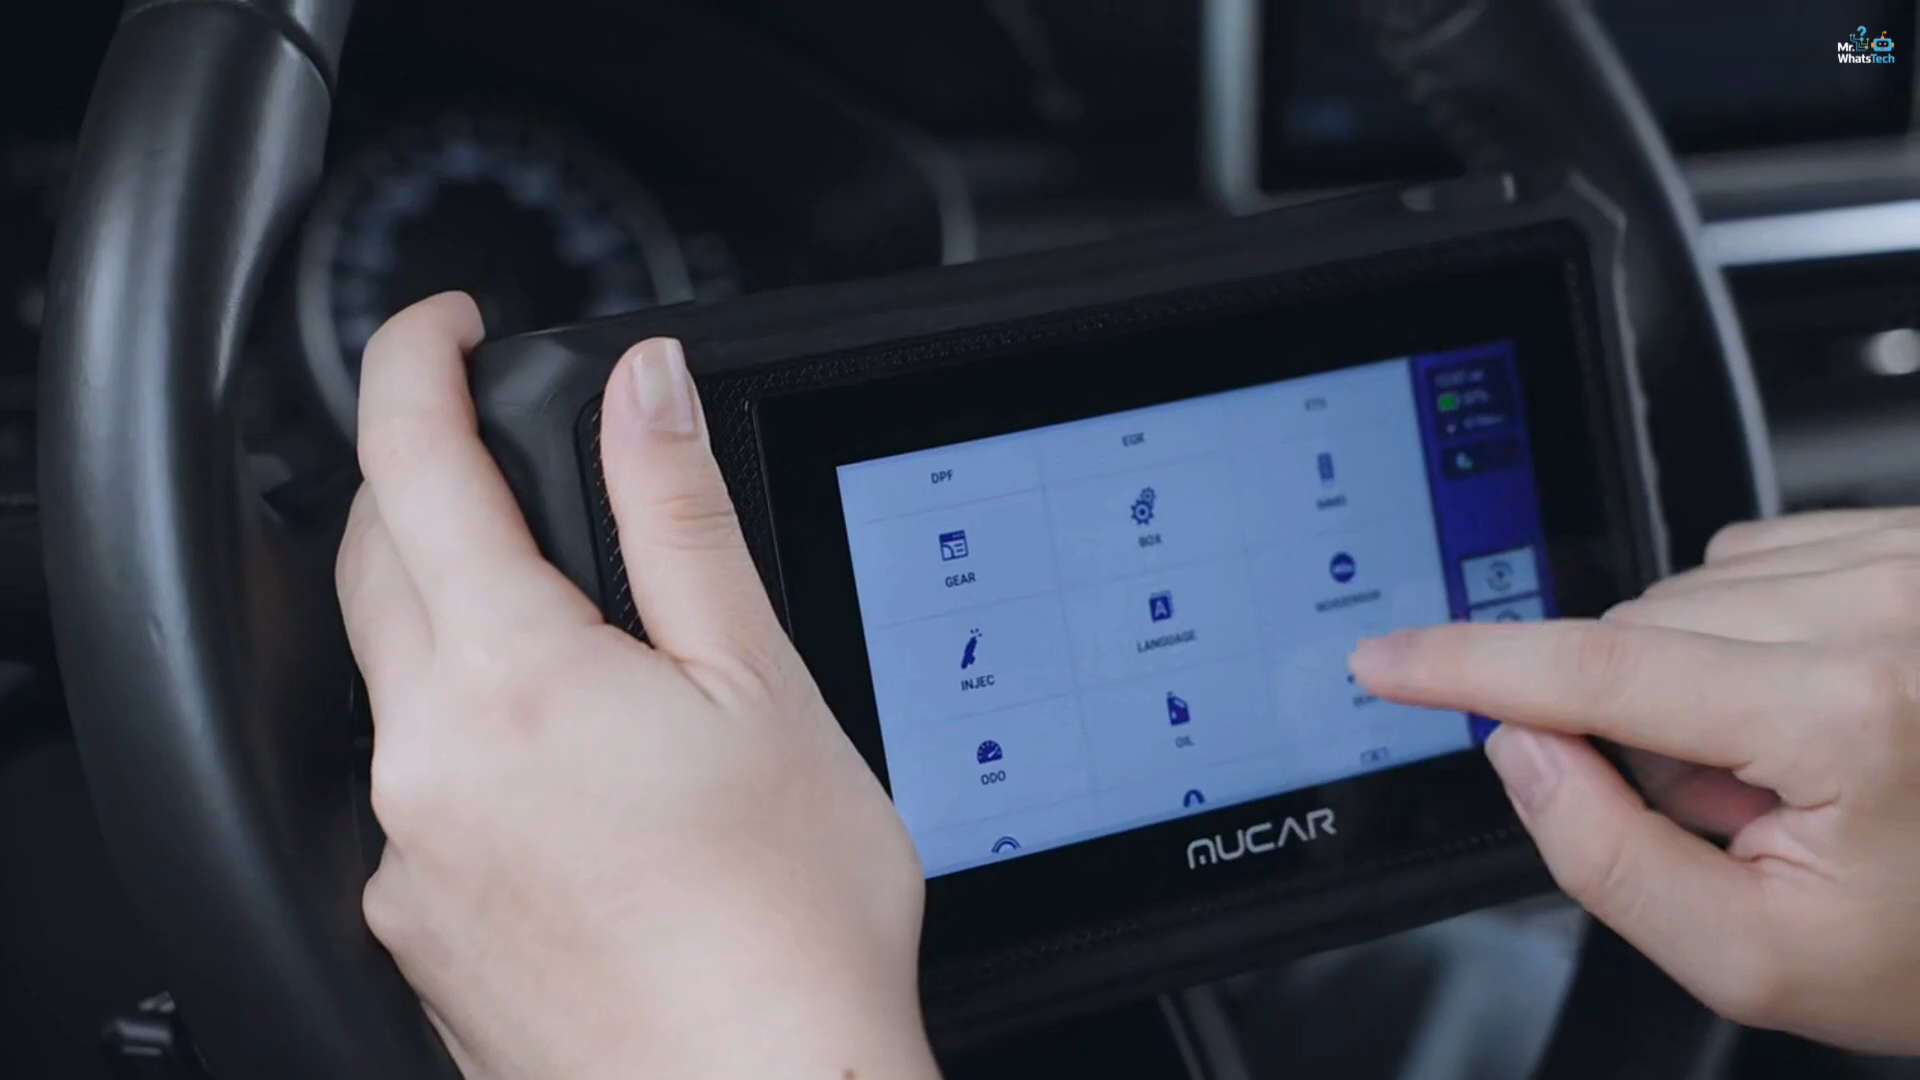 Mr.
WhatsTech
DPF
EGR
GEAR
BOX
INJEC
LANGUAGE
ODO
OIL
MUCAR